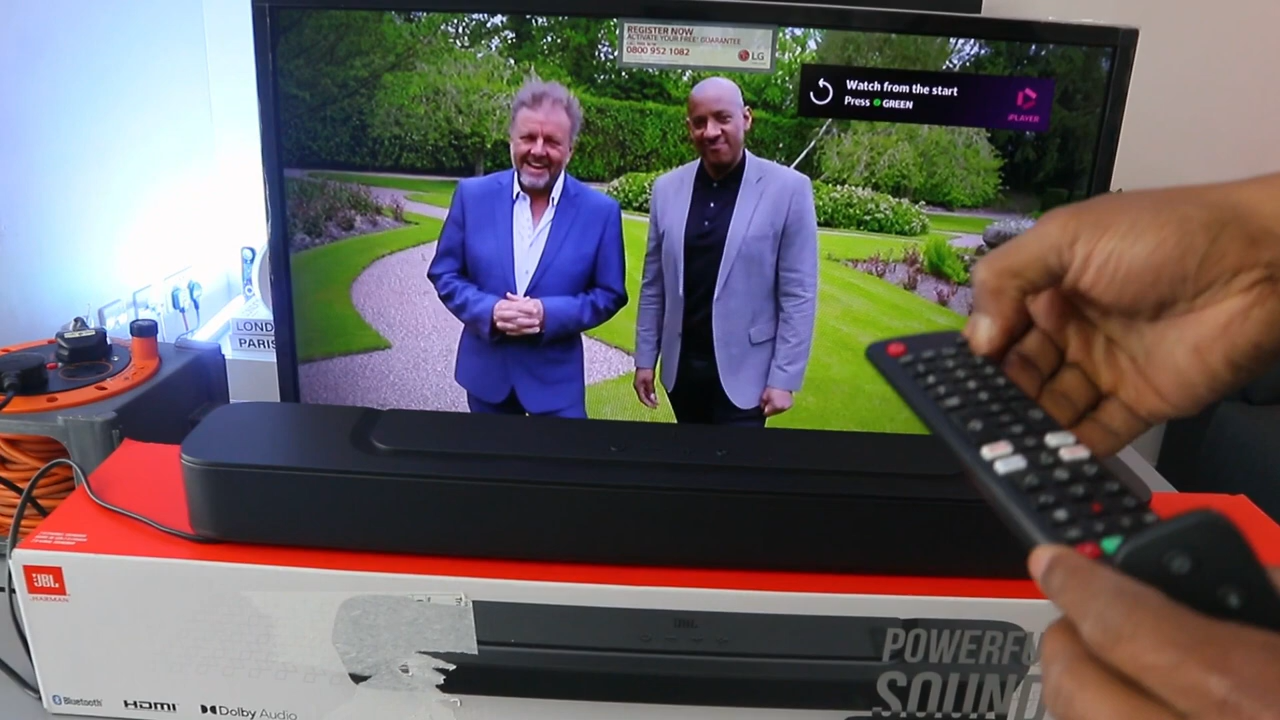 REGISTER NOW
ACTIVATE YOUR FREE! GUARANTEE
0800 952 1082
LG
Watch from the start
Press GREEN
iPLAYER
LOND
PARIS
JBL
HARMAN
JBL
POWERFU
SOUND
Bluetooth
HDMI
Dolby Audio